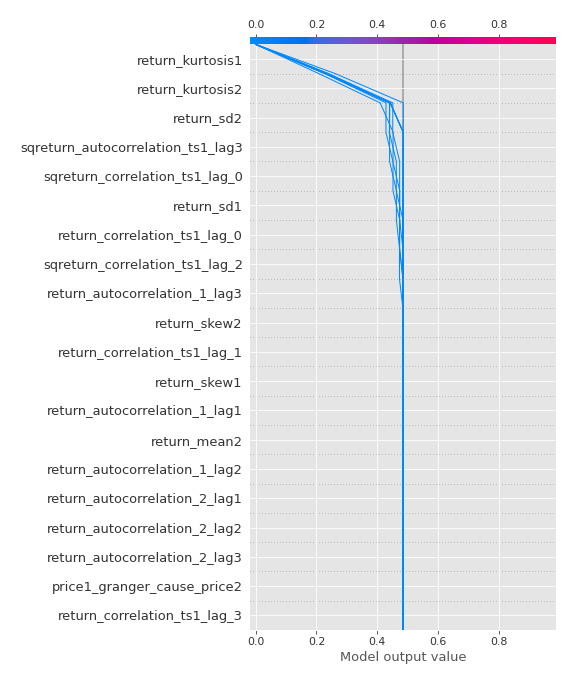 0.0 0.2 0.4 0.6 0.8
return_kurtosis1
return_kurtosis2
return_sd2
sqreturn_autocorrelation_ts1_lag3
sqreturn_correlation_ts1_lag_0
return_sd1
return_correlation_ts1_lag_0
sqreturn_correlation_ts1_lag_2
return_autocorrelation_1_lag3
return_skew2
return_correlation_ts1_lag_1
return_skew1
return_autocorrelation_1_lag1
return_mean2
return_autocorrelation_1_lag2
return_autocorrelation_2_lag1
return_autocorrelation_2_lag2
return_autocorrelation_2_lag3
price1_granger_cause_price2
return_correlation_ts1_lag_3
0.0 0.2 0.4 0.6 0.8
Model output value